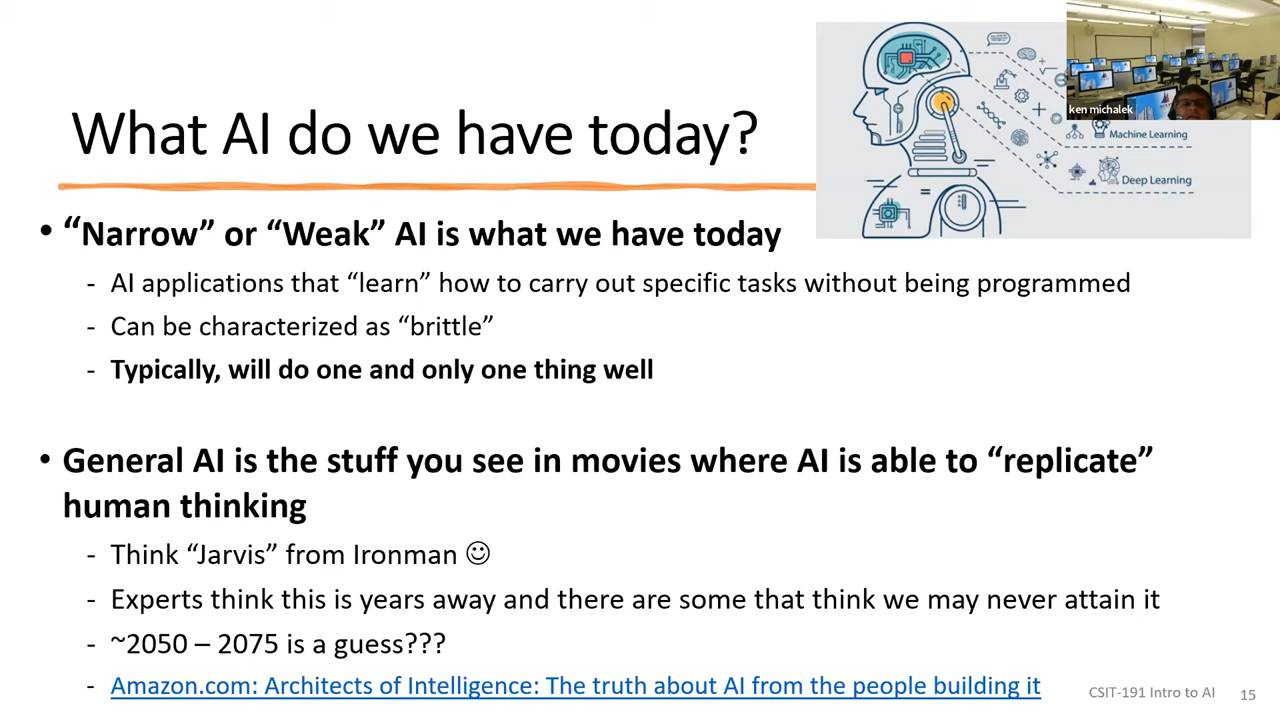 What AI do we have today?
ken michalek
Machine Learning
Deep Learning
• “Narrow” or “Weak” AI is what we have today
- AI applications that “learn” how to carry out specific tasks without being programmed
- Can be characterized as “brittle”
- Typically, will do one and only one thing well
• General AI is the stuff you see in movies where AI is able to “replicate”
human thinking
- Think “Jarvis” from Ironman ☺
- Experts think this is years away and there are some that think we may never attain it
- ~2050 – 2075 is a guess???
- Amazon.com: Architects of Intelligence: The truth about AI from the people building it
CSIT-191 Intro to AI 15